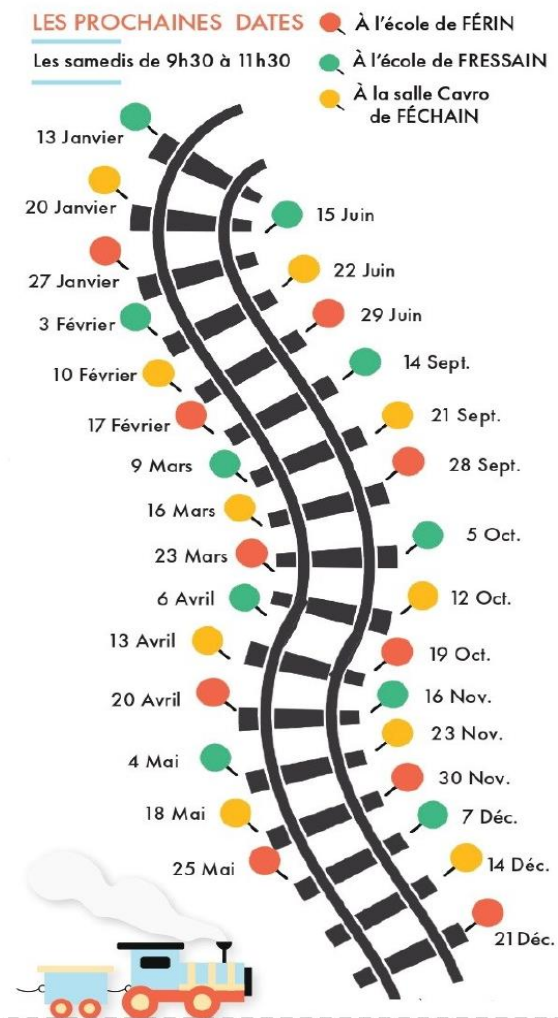 LES PROCHAINES DATES
Les samedis de 9h30 à 11h30
À l'école de FÉRIN
À l'école de FRESSAIN
À la salle Cavro
de FÉCHAIN
13 Janvier
20 Janvier
27 Janvier
3 Février
10 Février
17 Février
9 Mars
16 Mars
23 Mars
6 Avril
13 Avril
20 Avril
4 Mai
18 Mai
25 Mai
15 Juin
22 Juin
29 Juin
14 Sept.
21 Sept.
28 Sept.
5 Oct.
12 Oct.
19 Oct.
16 Nov.
23 Nov.
30 Nov.
7 Déc.
14 Déc.
21 Déc.